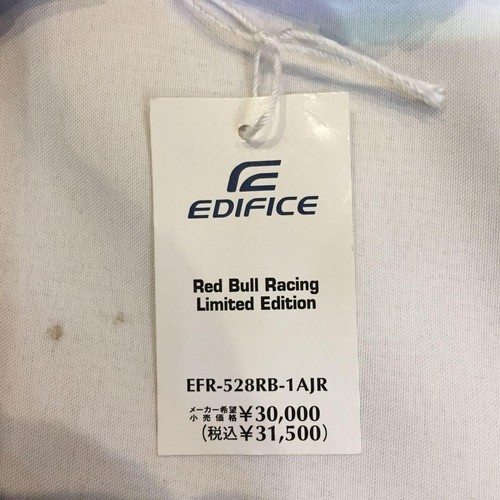 EDIFICE
Red Bull Racing
Limited Edition
EFR-528RB-1AJR
メーカー希望
小売価格 ¥30,000
(税込¥31,500)